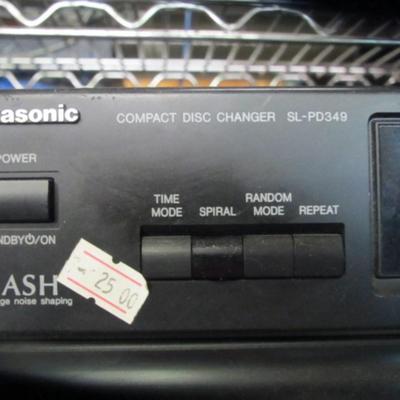 asonic
COMPACT DISC CHANGER SL-PD349
POWER
NDBY⏻/ON
TIME MODE
SPIRAL
RANDOM MODE
REPEAT
ASH
ge noise shaping
25 00